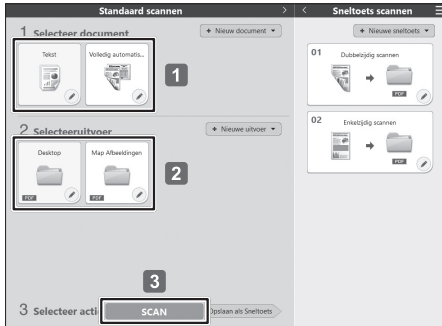 Standaard scannen
1 Selecteer document
+ Nieuw document
Tekst
Volledig automatis...
1
2 Selecteer uitvoer
+ Nieuwe uitvoer
Desktop
Map Afbeeldingen
PDF
PDF
2
3
3 Selecteer acti
SCAN
Opslaan als Sneltoets
Sneltoets scannen
+ Nieuwe sneltoets
01
Dubbelzijdig scannen
PDF
02
Enkelzijdig scannen
PDF